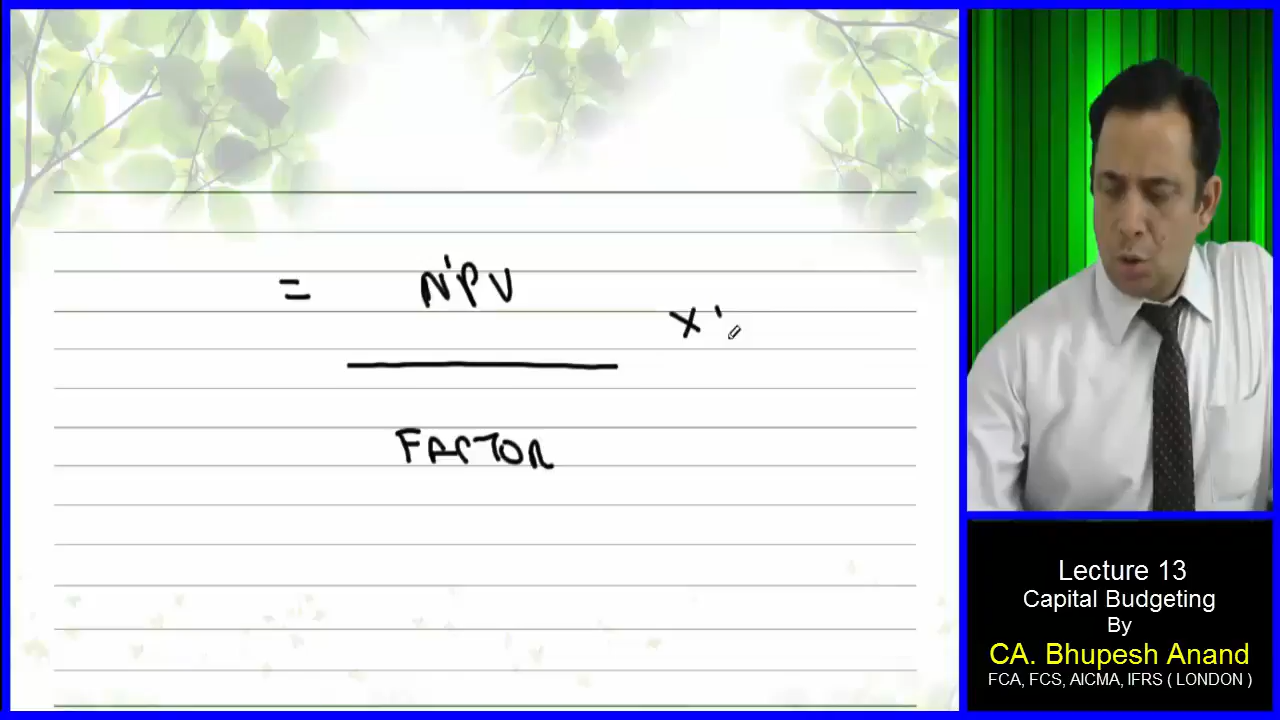 = NPV
X
FACTOR
Lecture 13
Capital Budgeting
By
CA. Bhupesh Anand
FCA, FCS, AICMA, IFRS ( LONDON )